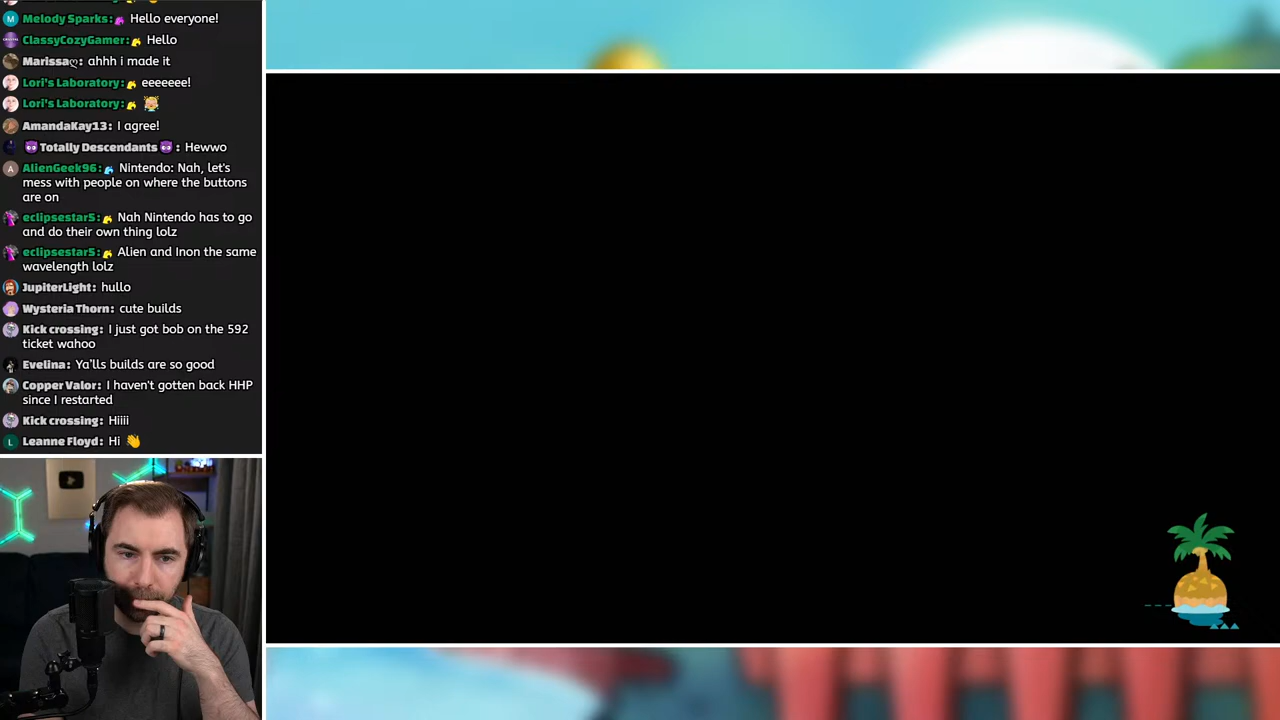 Melody Sparks: Hello everyone!
ClassyCozyGamer: Hello
Marissaღ: ahhh i made it
Lori's Laboratory: eeeeeee!
Lori's Laboratory:
AmandaKay13: I agree!
Totally Descendants : Hewwo
AlienGeek96: Nintendo: Nah, let's
mess with people on where the buttons
are on
eclipsestar5: Nah Nintendo has to go
and do their own thing lolz
eclipsestar5: Alien and Inon the same
wavelength lolz
JupiterLight: hullo
Wysteria Thorn: cute builds
Kick crossing: I just got bob on the 592
ticket wahoo
Evelina: Ya'lls builds are so good
Copper Valor: I haven't gotten back HHP
since I restarted
Kick crossing: Hiiii
Leanne Floyd: Hi 👋